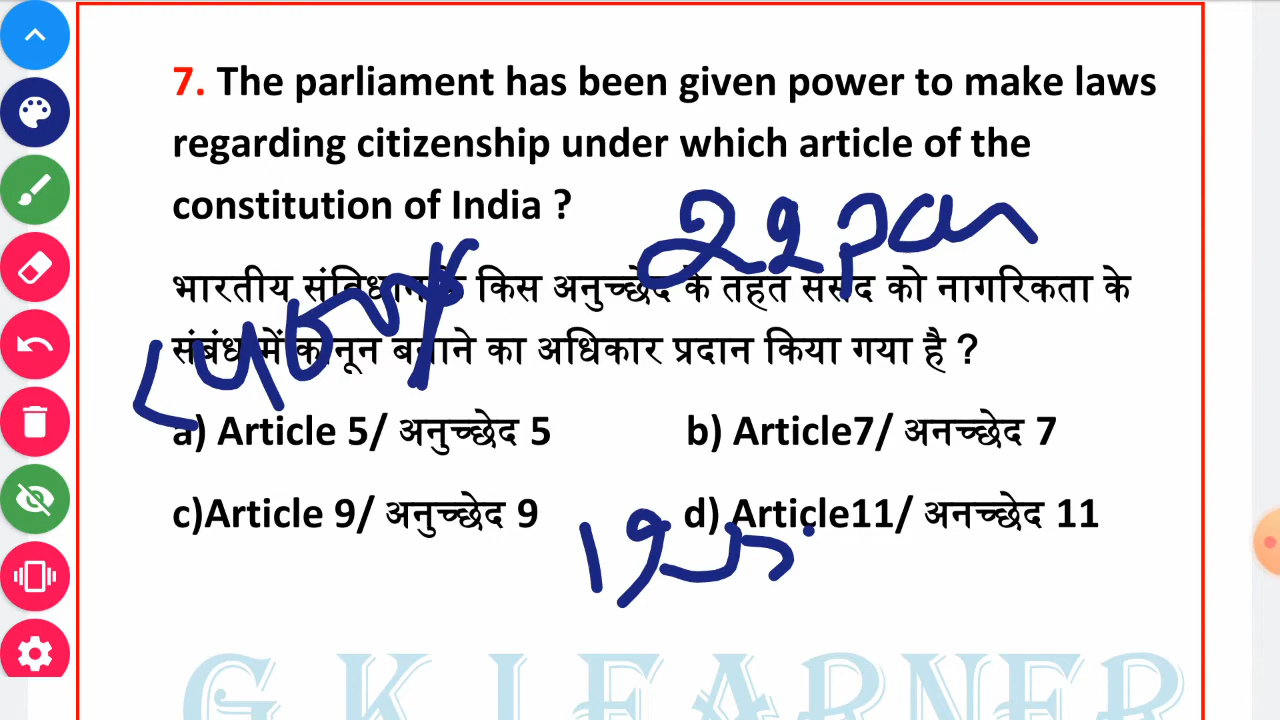 7. The parliament has been given power to make laws
regarding citizenship under which article of the
constitution of India ?
22 par
भारतीय संविधान के किस अनुच्छेद के तहत संसद को नागरिकता के
संबंध में कानून बनाने का अधिकार प्रदान किया गया है ?
a) Article 5/ अनुच्छेद 5 b) Article7/ अनच्छेद 7
c)Article 9/ अनुच्छेद 9 d) Article11/ अनच्छेद 11
G K LEARNER